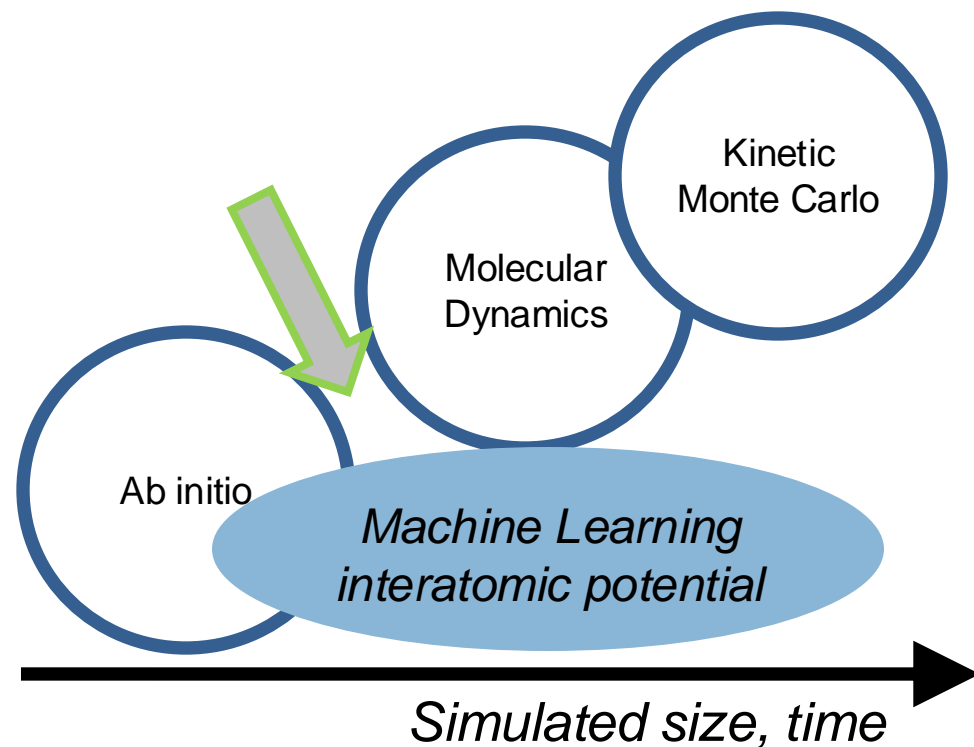 Kinetic
Monte Carlo
Molecular
Dynamics
Ab initio
Machine Learning
interatomic potential
Simulated size, time